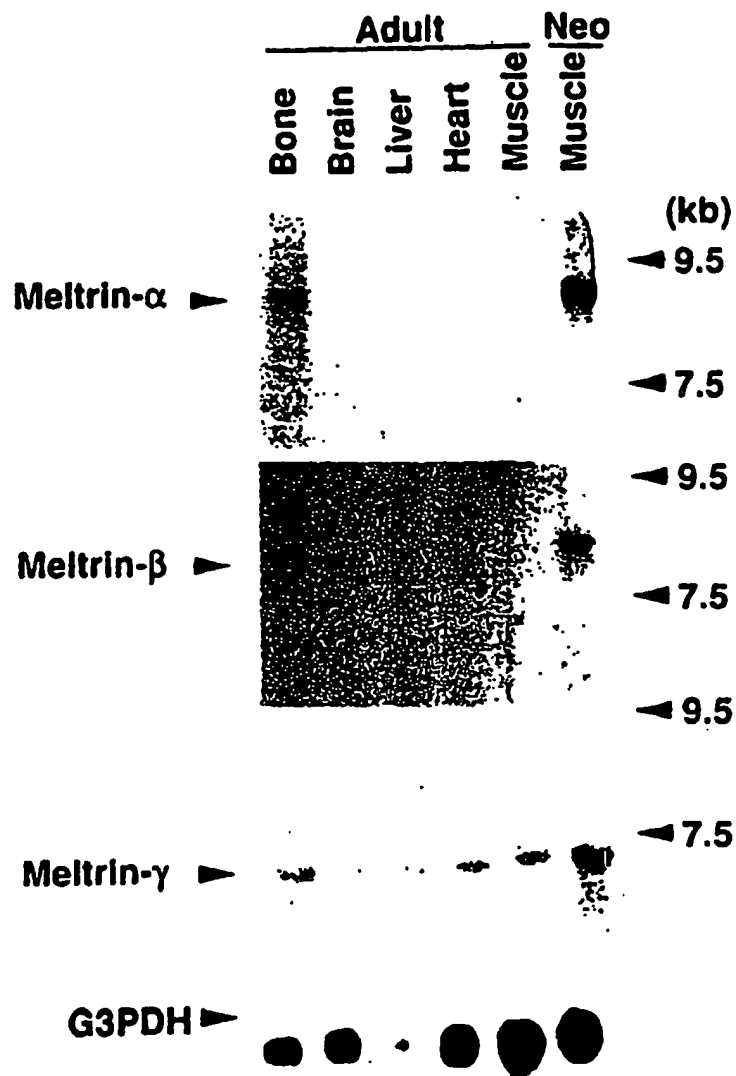 Adult Neo
Bone Brain Liver Heart Muscle Muscle
(kb)
9.5
Meltrin-α
7.5
9.5
Meltrin-β
7.5
9.5
7.5
Meltrin-γ
G3PDH